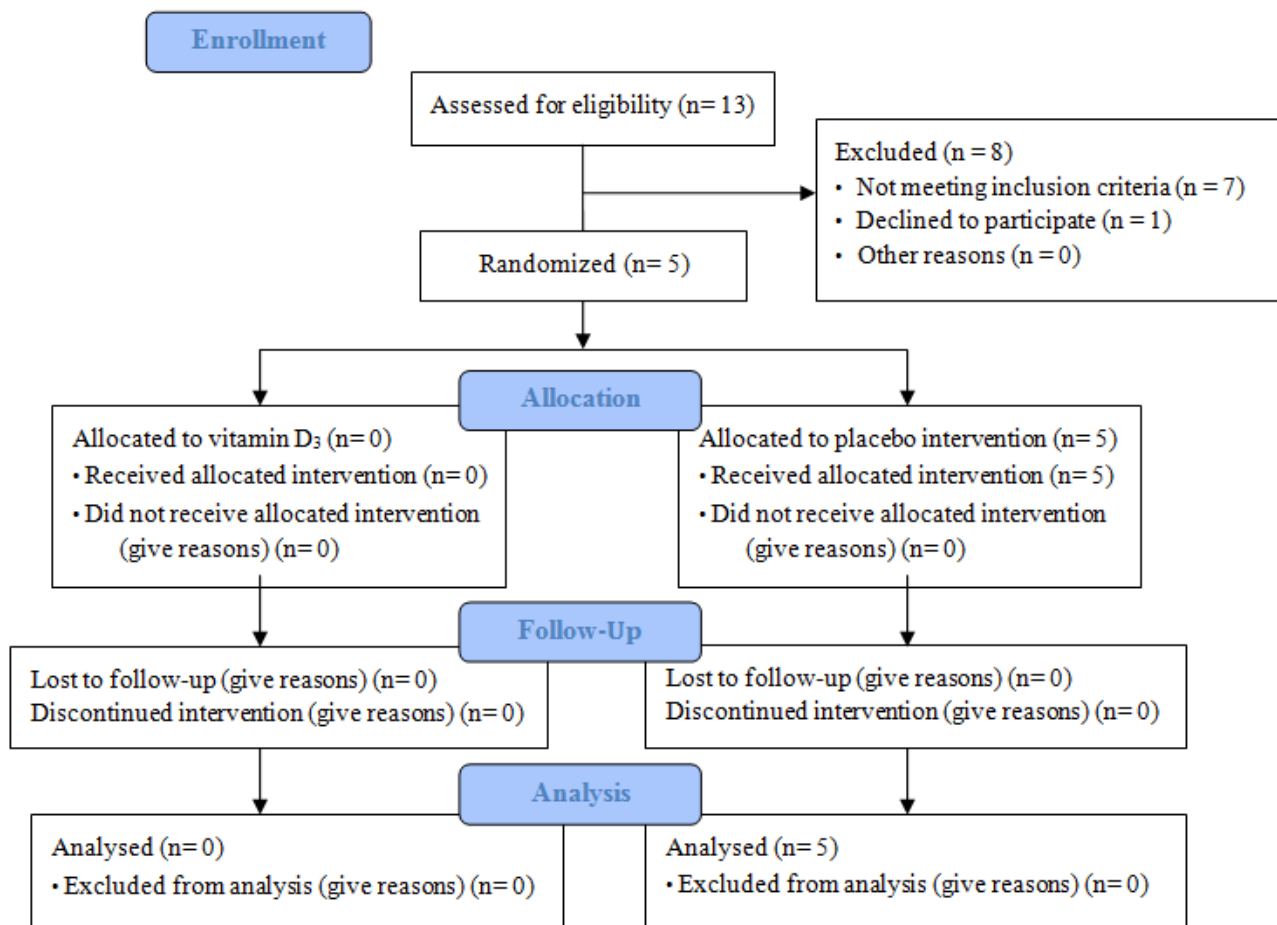 Enrollment
Assessed for eligibility (n= 13)
Excluded (n = 8)
• Not meeting inclusion criteria (n = 7)
• Declined to participate (n = 1)
• Other reasons (n = 0)
Randomized (n= 5)
Allocation
Allocated to vitamin D₃ (n= 0)
• Received allocated intervention (n= 0)
• Did not receive allocated intervention
(give reasons) (n= 0)
Allocated to placebo intervention (n= 5)
• Received allocated intervention (n= 5)
• Did not receive allocated intervention
(give reasons) (n= 0)
Follow-Up
Lost to follow-up (give reasons) (n= 0)
Discontinued intervention (give reasons) (n= 0)
Lost to follow-up (give reasons) (n= 0)
Discontinued intervention (give reasons) (n= 0)
Analysis
Analysed (n= 0)
• Excluded from analysis (give reasons) (n= 0)
Analysed (n= 5)
• Excluded from analysis (give reasons) (n= 0)